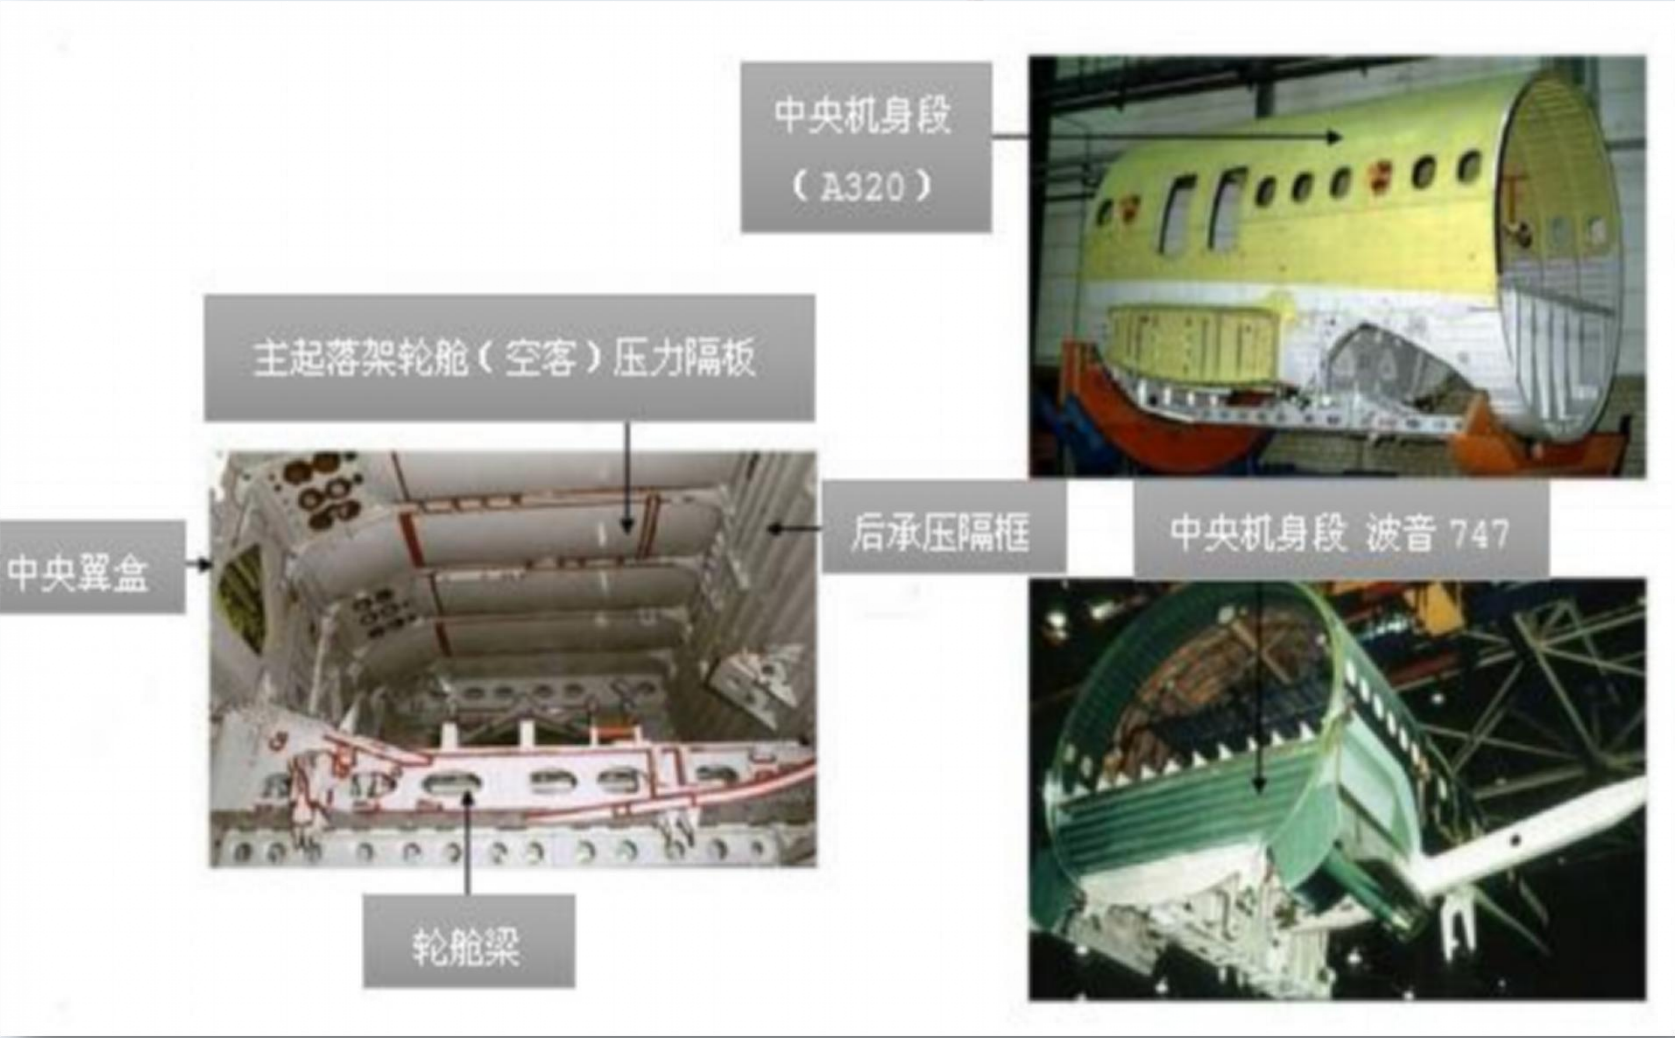 中央机身段
（A320）
主起落架轮舱（空客）压力隔板
中央翼盒
后承压隔框
中央机身段 波音 747
轮舱梁